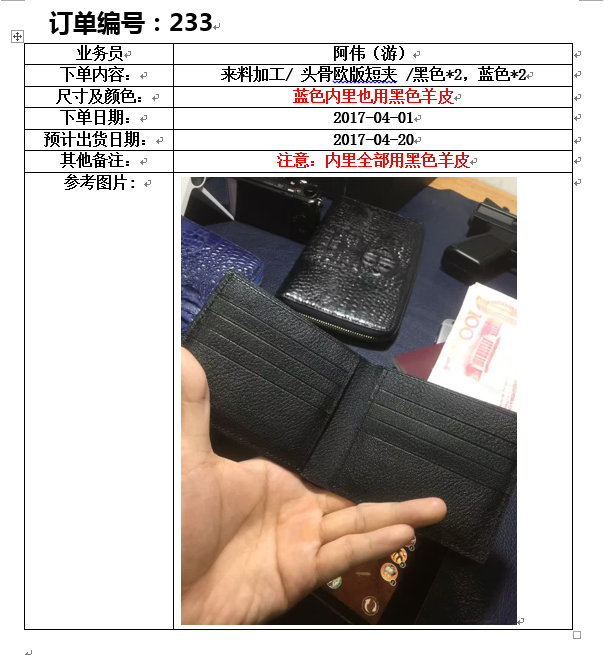 订单编号：233
业务员 阿伟（游）
下单内容： 来料加工/ 头骨欧版短夹 /黑色*2，蓝色*2
尺寸及颜色： 蓝色内里也用黑色羊皮
下单日期： 2017-04-01
预计出货日期： 2017-04-20
其他备注： 注意：内里全部用黑色羊皮
参考图片：
100